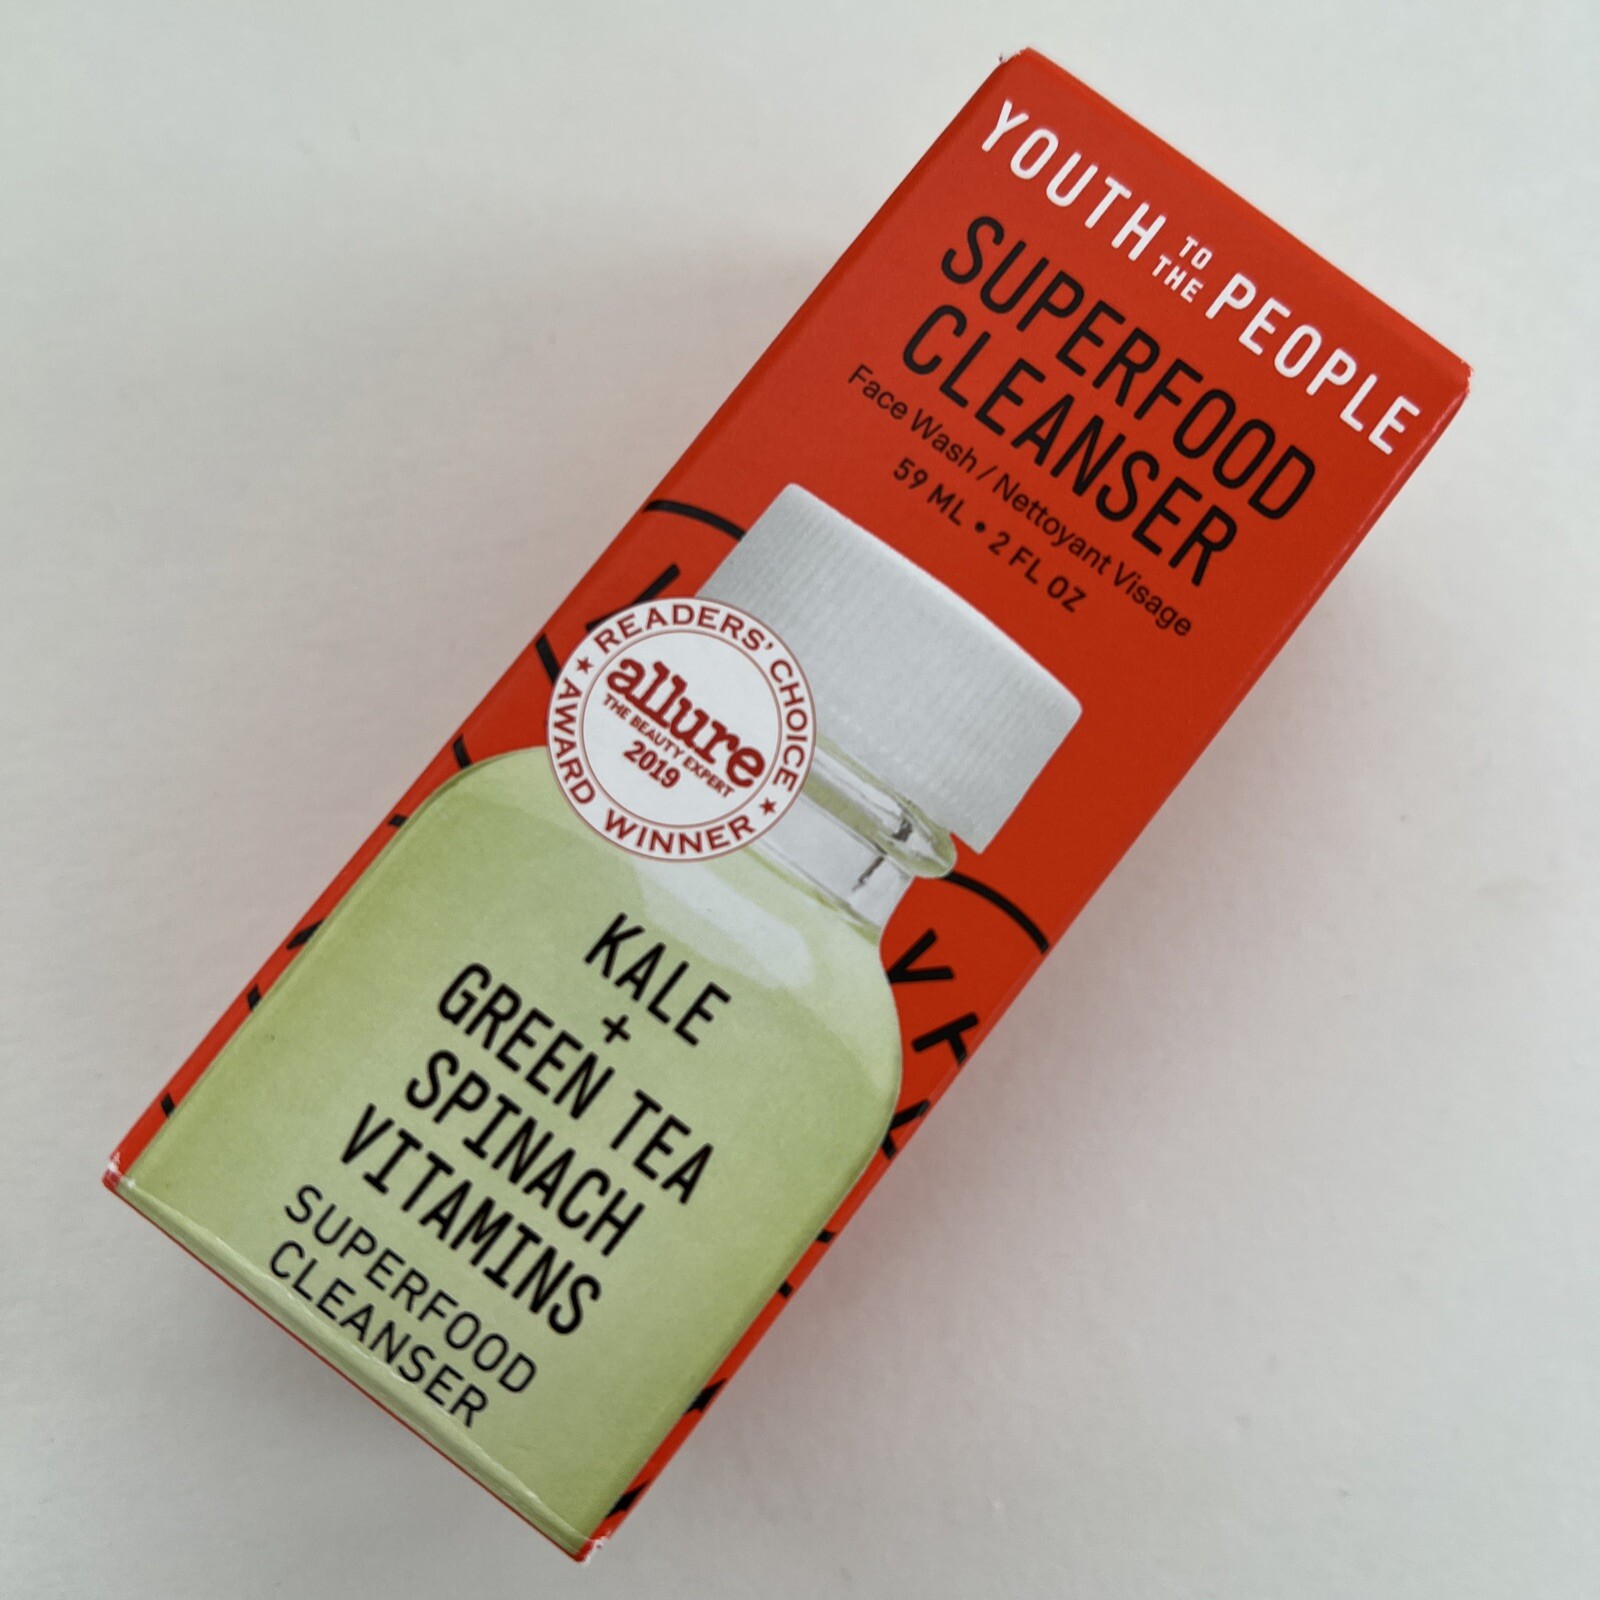 YOUTH TO THE PEOPLE
SUPERFOOD
CLEANSER
Face Wash / Nettoyant Visage
59 ML • 2 FL OZ
READERS' CHOICE
allure
THE BEAUTY EXPERT
2019
AWARD WINNER
KALE
+
GREEN TEA
SPINACH
VITAMINS
SUPERFOOD
CLEANSER